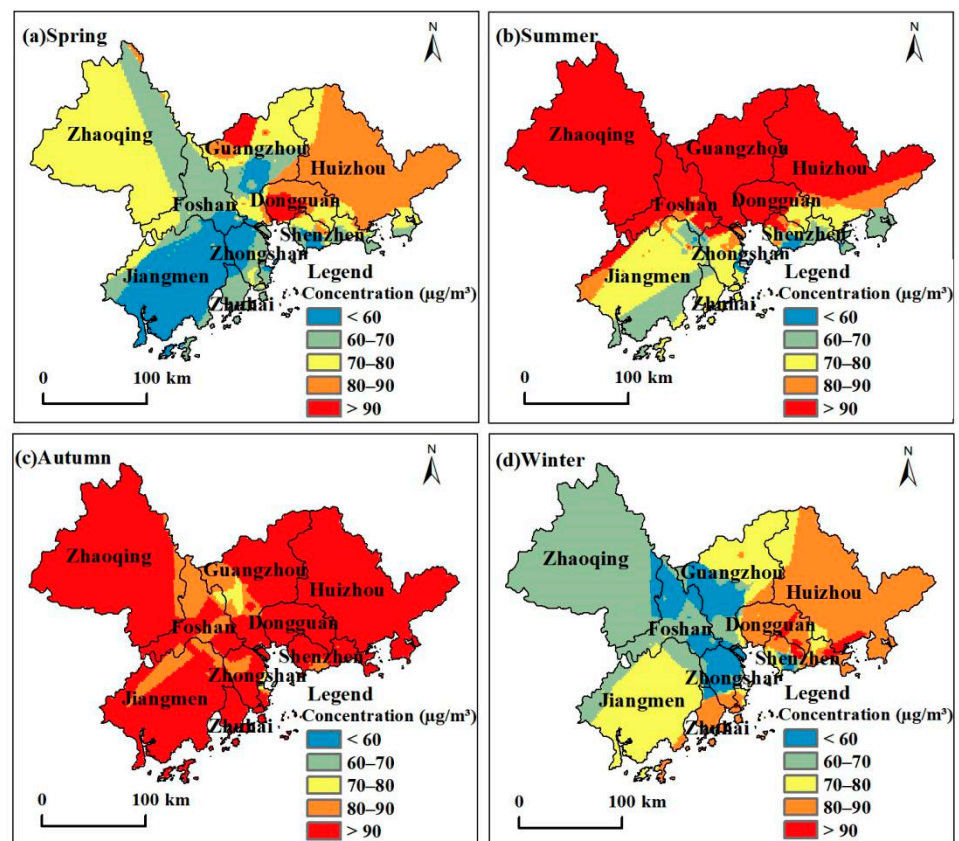 (a)Spring
N
Zhaoqing
Guangzhou
Huizhou
Foshan
Dongguan
Shenzhen
Zhongshan
Jiangmen
Zhuhai
Legend
Concentration (μg/m³)
< 60
60–70
70–80
80–90
> 90
0
100 km
(b)Summer
N
Zhaoqing
Guangzhou
Huizhou
Foshan
Dongguan
Shenzhen
Zhongshan
Jiangmen
Zhuhai
Legend
Concentration (μg/m³)
< 60
60–70
70–80
80–90
> 90
0
100 km
(c)Autumn
N
Zhaoqing
Guangzhou
Huizhou
Foshan
Dongguan
Shenzhen
Zhongshan
Jiangmen
Zhuhai
Legend
Concentration (μg/m³)
< 60
60–70
70–80
80–90
> 90
0
100 km
(d)Winter
N
Zhaoqing
Guangzhou
Huizhou
Foshan
Dongguan
Shenzhen
Zhongshan
Jiangmen
Zhuhai
Legend
Concentration (μg/m³)
< 60
60–70
70–80
80–90
> 90
0
100 km